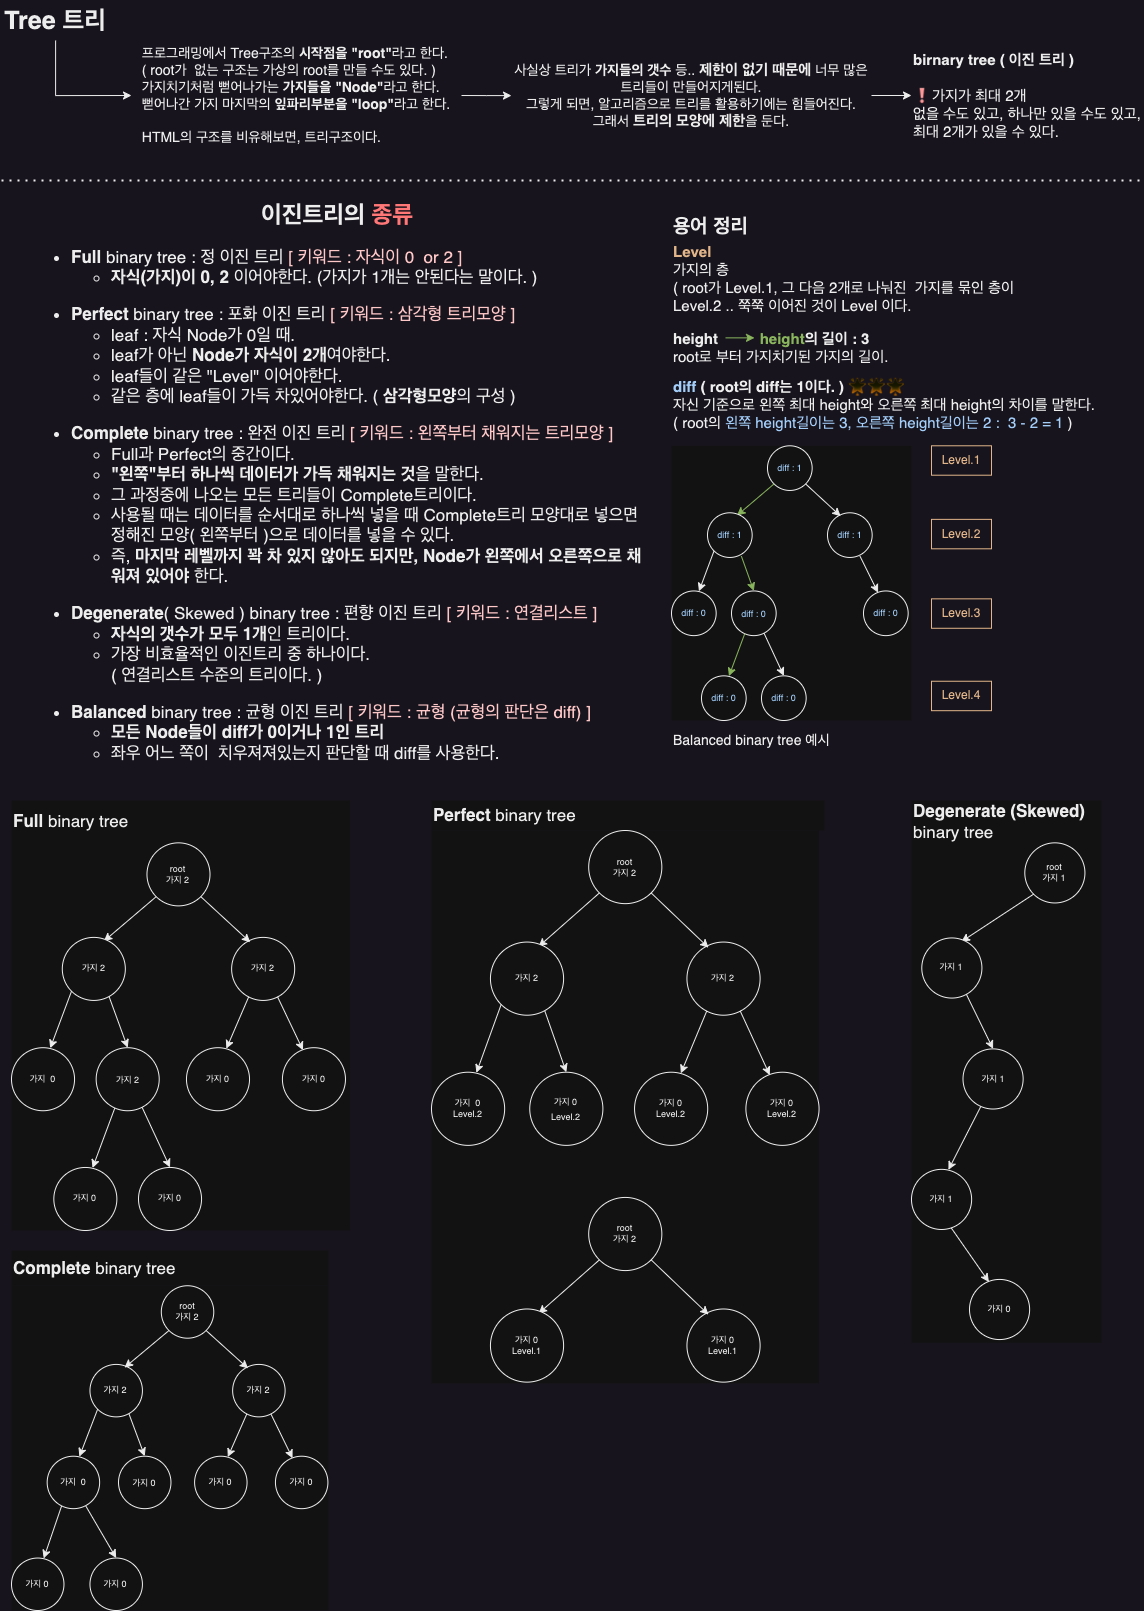 Tree 트리
프로그래밍에서 Tree구조의 시작점을 "root"라고 한다.
( root가  없는 구조는 가상의 root를 만들 수도 있다. )
가지치기처럼 뻗어나가는 가지들을 "Node"라고 한다.
뻗어나간 가지 마지막의 잎파리부분을 "loop"라고 한다.
HTML의 구조를 비유해보면, 트리구조이다.
사실상 트리가 가지들의 갯수 등.. 제한이 없기 때문에 너무 많은
트리들이 만들어지게된다.
그렇게 되면, 알고리즘으로 트리를 활용하기에는 힘들어진다.
그래서 트리의 모양에 제한을 둔다.
birnary tree ( 이진 트리 )
❗ 가지가 최대 2개
없을 수도 있고, 하나만 있을 수도 있고,
최대 2개가 있을 수 있다.
이진트리의 종류
• Full binary tree : 정 이진 트리 [ 키워드 : 자식이 0  or 2 ]
◦ 자식(가지)이 0, 2 이어야한다. (가지가 1개는 안된다는 말이다. )
• Perfect binary tree : 포화 이진 트리 [ 키워드 : 삼각형 트리모양 ]
◦ leaf : 자식 Node가 0일 때.
◦ leaf가 아닌 Node가 자식이 2개여야한다.
◦ leaf들이 같은 "Level" 이어야한다.
◦ 같은 층에 leaf들이 가득 차있어야한다. ( 삼각형모양의 구성 )
• Complete binary tree : 완전 이진 트리 [ 키워드 : 왼쪽부터 채워지는 트리모양 ]
◦ Full과 Perfect의 중간이다.
◦ "왼쪽"부터 하나씩 데이터가 가득 채워지는 것을 말한다.
◦ 그 과정중에 나오는 모든 트리들이 Complete트리이다.
◦ 사용될 때는 데이터를 순서대로 하나씩 넣을 때 Complete트리 모양대로 넣으면
정해진 모양( 왼쪽부터 )으로 데이터를 넣을 수 있다.
◦ 즉, 마지막 레벨까지 꽉 차 있지 않아도 되지만, Node가 왼쪽에서 오른쪽으로 채
워져 있어야 한다.
• Degenerate( Skewed ) binary tree : 편향 이진 트리 [ 키워드 : 연결리스트 ]
◦ 자식의 갯수가 모두 1개인 트리이다.
◦ 가장 비효율적인 이진트리 중 하나이다.
( 연결리스트 수준의 트리이다. )
• Balanced binary tree : 균형 이진 트리 [ 키워드 : 균형 (균형의 판단은 diff) ]
◦ 모든 Node들이 diff가 0이거나 1인 트리
◦ 좌우 어느 쪽이  치우져져있는지 판단할 때 diff를 사용한다.
용어 정리
Level
가지의 층
( root가 Level.1, 그 다음 2개로 나눠진  가지를 묶인 층이
Level.2 .. 쭉쭉 이어진 것이 Level 이다.
height → height의 길이 : 3
root로 부터 가지치기된 가지의 길이.
diff ( root의 diff는 1이다. )
자신 기준으로 왼쪽 최대 height와 오른쪽 최대 height의 차이를 말한다.
( root의 왼쪽 height길이는 3, 오른쪽 height길이는 2 :  3 - 2 = 1 )
diff : 1
Level.1
diff : 1
diff : 1
Level.2
diff : 0
diff : 0
diff : 0
Level.3
diff : 0
diff : 0
Level.4
Balanced binary tree 예시
Full binary tree
root
가지 2
가지 2
가지 2
가지  0
가지 2
가지 0
가지 0
가지 0
가지 0
Perfect binary tree
root
가지 2
가지 2
가지 2
가지  0
Level.2
가지 0
Level.2
가지 0
Level.2
가지 0
Level.2
root
가지 2
가지 0
Level.1
가지 0
Level.1
Degenerate (Skewed)
binary tree
root
가지 1
가지 1
가지 1
가지 1
가지 0
Complete binary tree
root
가지 2
가지 2
가지 2
가지  0
가지 0
가지 0
가지 0
가지 0
가지 0